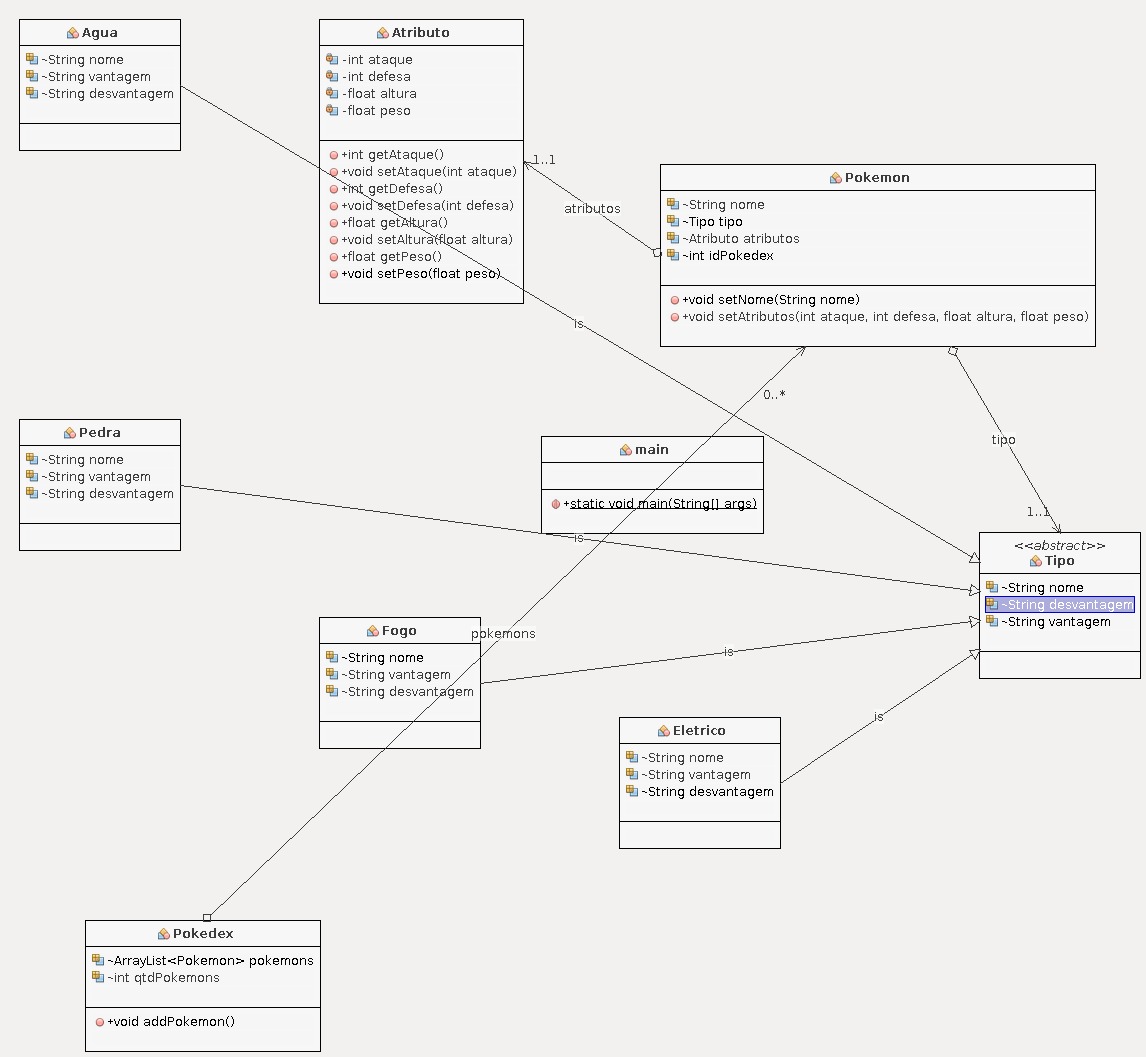 Agua
~String nome
~String vantagem
~String desvantagem
Atributo
-int ataque
-int defesa
-float altura
-float peso
+int getAtaque()
+void setAtaque(int ataque)
+int getDefesa()
+void setDefesa(int defesa)
+float getAltura()
+void setAltura(float altura)
+float getPeso()
+void setPeso(float peso)
1..1
atributos
Pokemon
~String nome
~Tipo tipo
~Atributo atributos
~int idPokedex
+void setNome(String nome)
+void setAtributos(int ataque, int defesa, float altura, float peso)
is
0..*
Pedra
~String nome
~String vantagem
~String desvantagem
main
+static void main(String[] args)
tipo
1..1
is
<<abstract>>
Tipo
~String nome
~String desvantagem
~String vantagem
Fogo
~String nome
~String vantagem
~String desvantagem
pokemons
is
is
Eletrico
~String nome
~String vantagem
~String desvantagem
Pokedex
~ArrayList<Pokemon> pokemons
~int qtdPokemons
+void addPokemon()